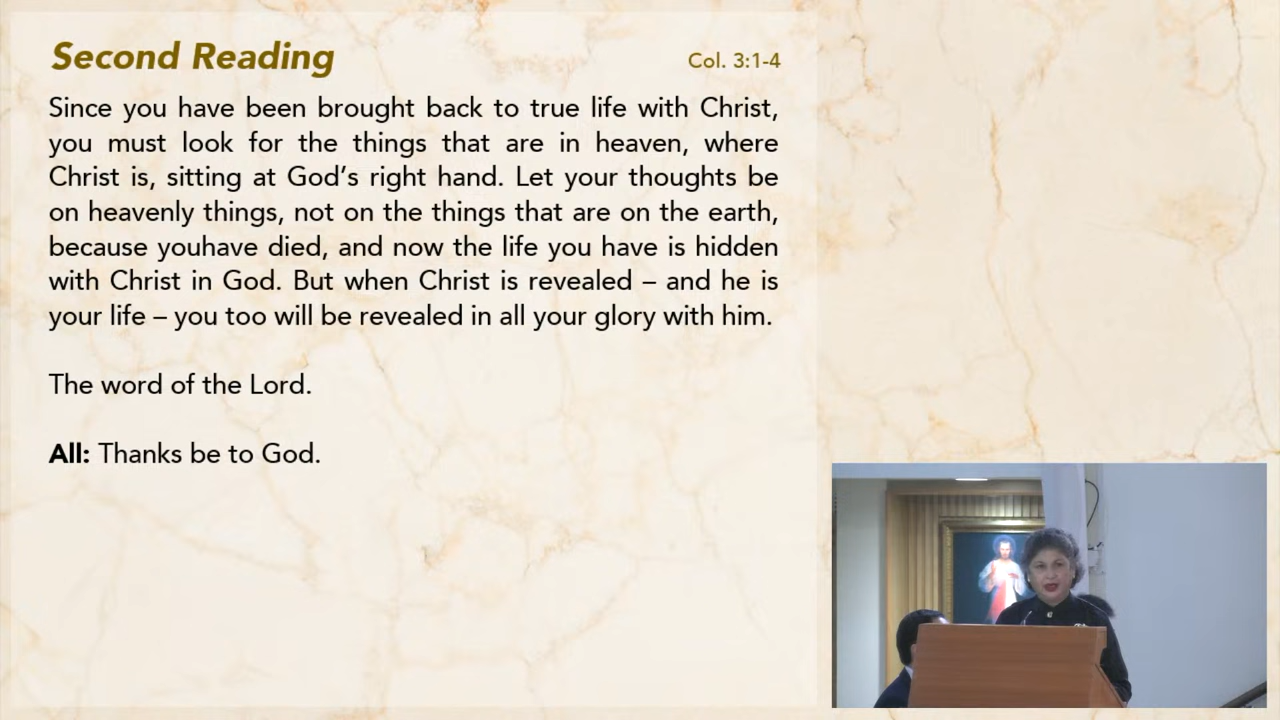 Second Reading
Col. 3:1-4
Since you have been brought back to true life with Christ,
you must look for the things that are in heaven, where
Christ is, sitting at God’s right hand. Let your thoughts be
on heavenly things, not on the things that are on the earth,
because youhave died, and now the life you have is hidden
with Christ in God. But when Christ is revealed – and he is
your life – you too will be revealed in all your glory with him.
The word of the Lord.
All: Thanks be to God.